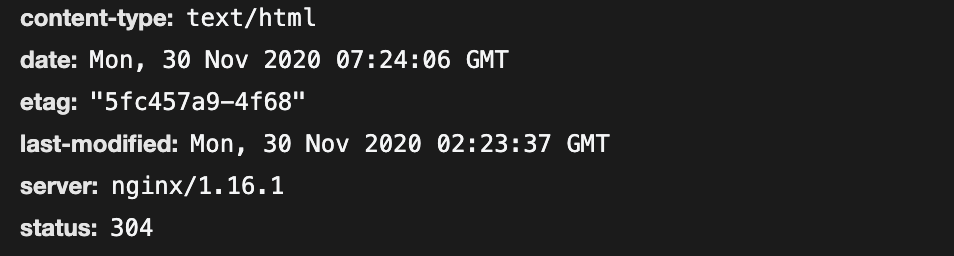 content-type: text/html
date: Mon, 30 Nov 2020 07:24:06 GMT
etag: "5fc457a9-4f68"
last-modified: Mon, 30 Nov 2020 02:23:37 GMT
server: nginx/1.16.1
status: 304